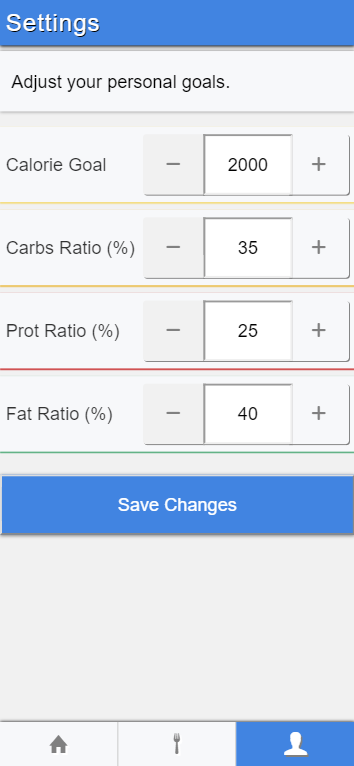 Settings
Adjust your personal goals.
Calorie Goal − 2000 +
Carbs Ratio (%) − 35 +
Prot Ratio (%) − 25 +
Fat Ratio (%) − 40 +
Save Changes